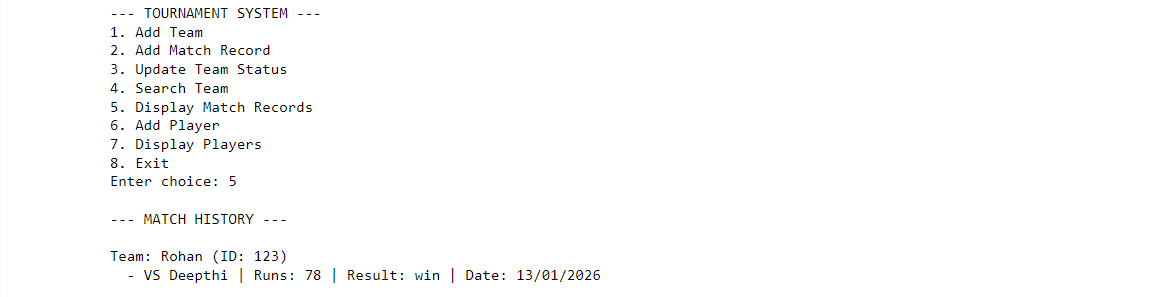 --- TOURNAMENT SYSTEM ---
1. Add Team
2. Add Match Record
3. Update Team Status
4. Search Team
5. Display Match Records
6. Add Player
7. Display Players
8. Exit
Enter choice: 5
--- MATCH HISTORY ---
Team: Rohan (ID: 123)
- VS Deepthi | Runs: 78 | Result: win | Date: 13/01/2026